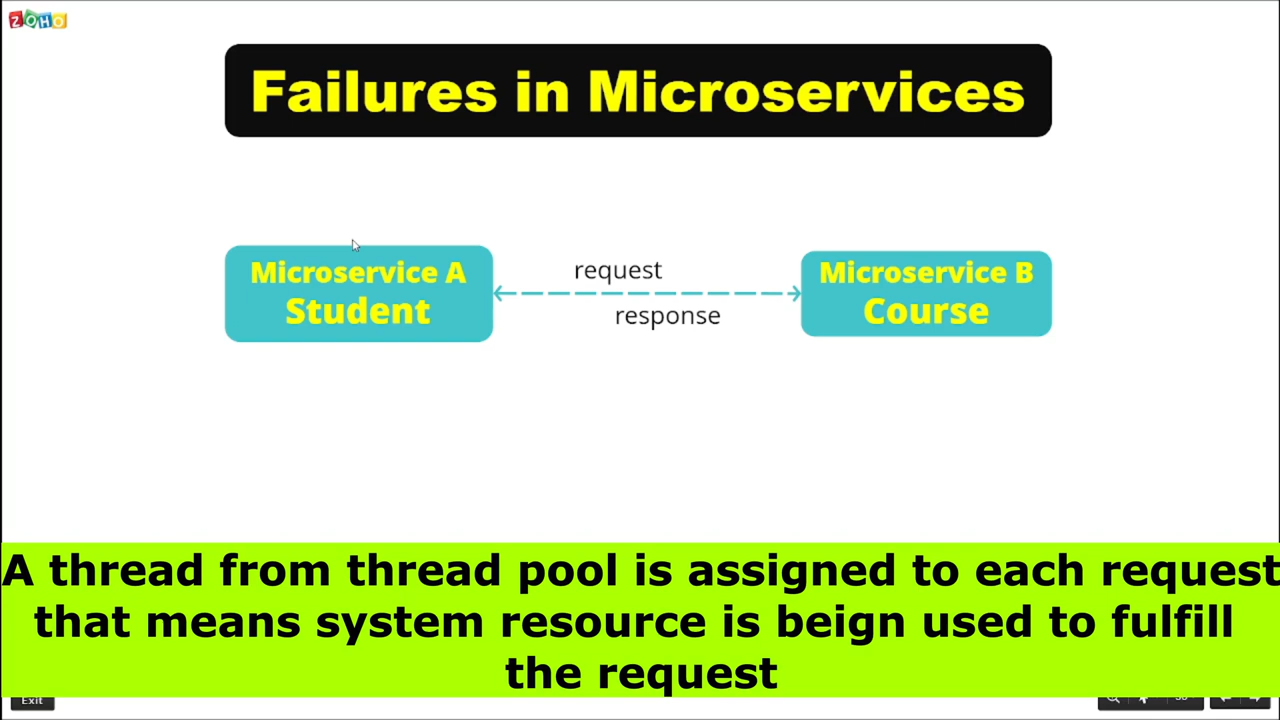 ZOHO
Failures in Microservices
Microservice A
Student
request
response
Microservice B
Course
A thread from thread pool is assigned to each request
that means system resource is beign used to fulfill
the request
Exit